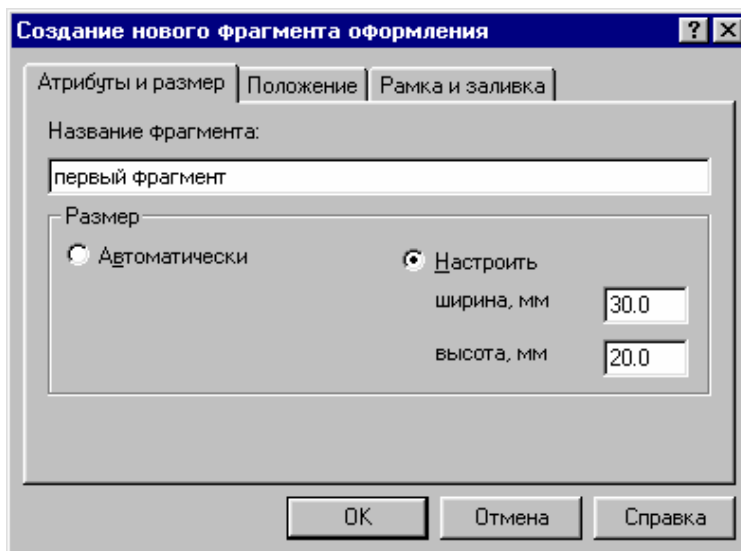 Создание нового фрагмента оформления
Атрибуты и размер Положение Рамка и заливка
Название фрагмента:
первый фрагмент
Размер
Автоматически Настроить
ширина, мм 30.0
высота, мм 20.0
OK Отмена Справка